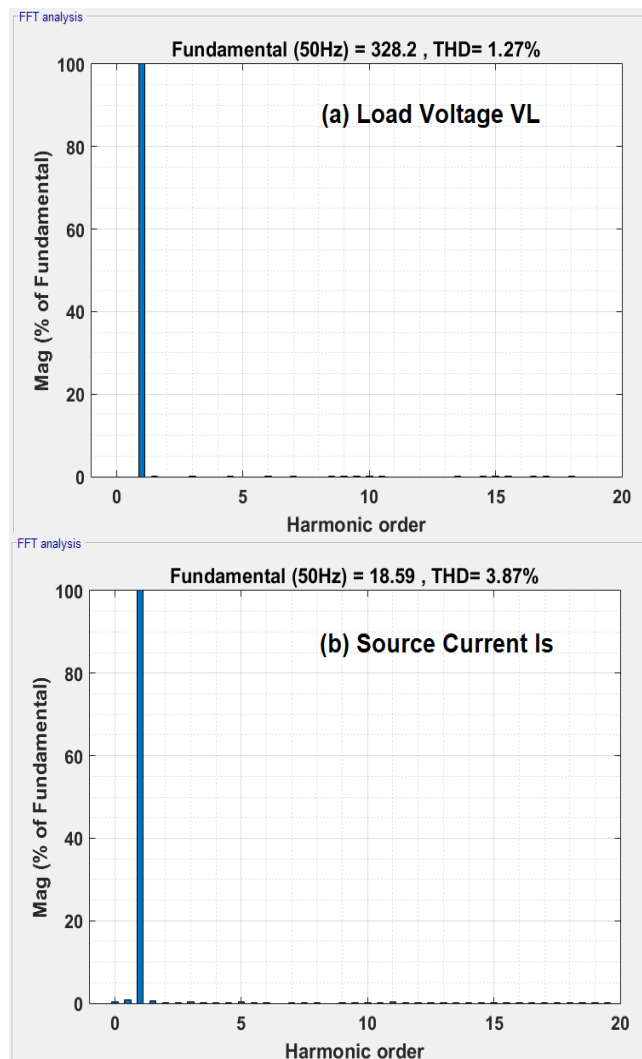 FFT analysis
Fundamental (50Hz) = 328.2 , THD= 1.27%
(a) Load Voltage VL
Mag (% of Fundamental)
100
80
60
40
20
0
0 5 10 15 20
Harmonic order
FFT analysis
Fundamental (50Hz) = 18.59 , THD= 3.87%
(b) Source Current Is
Mag (% of Fundamental)
100
80
60
40
20
0
0 5 10 15 20
Harmonic order